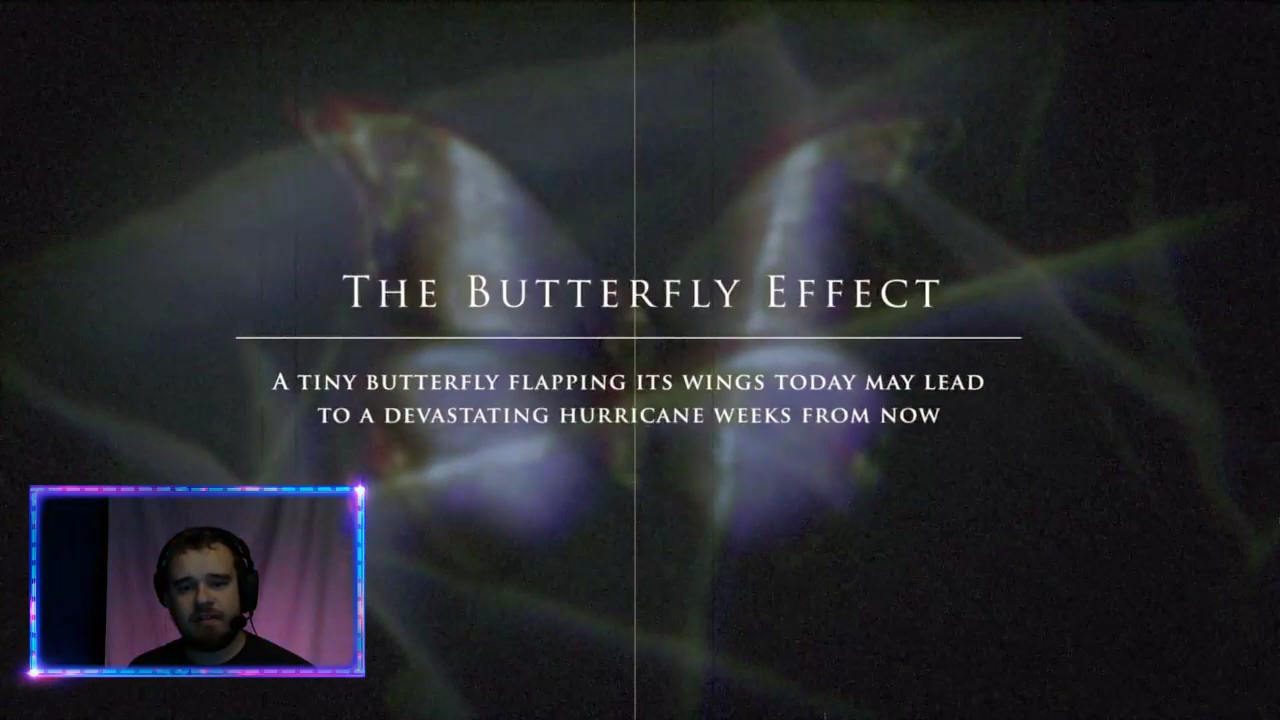 The Butterfly Effect
A tiny butterfly flapping its wings today may lead
to a devastating hurricane weeks from now